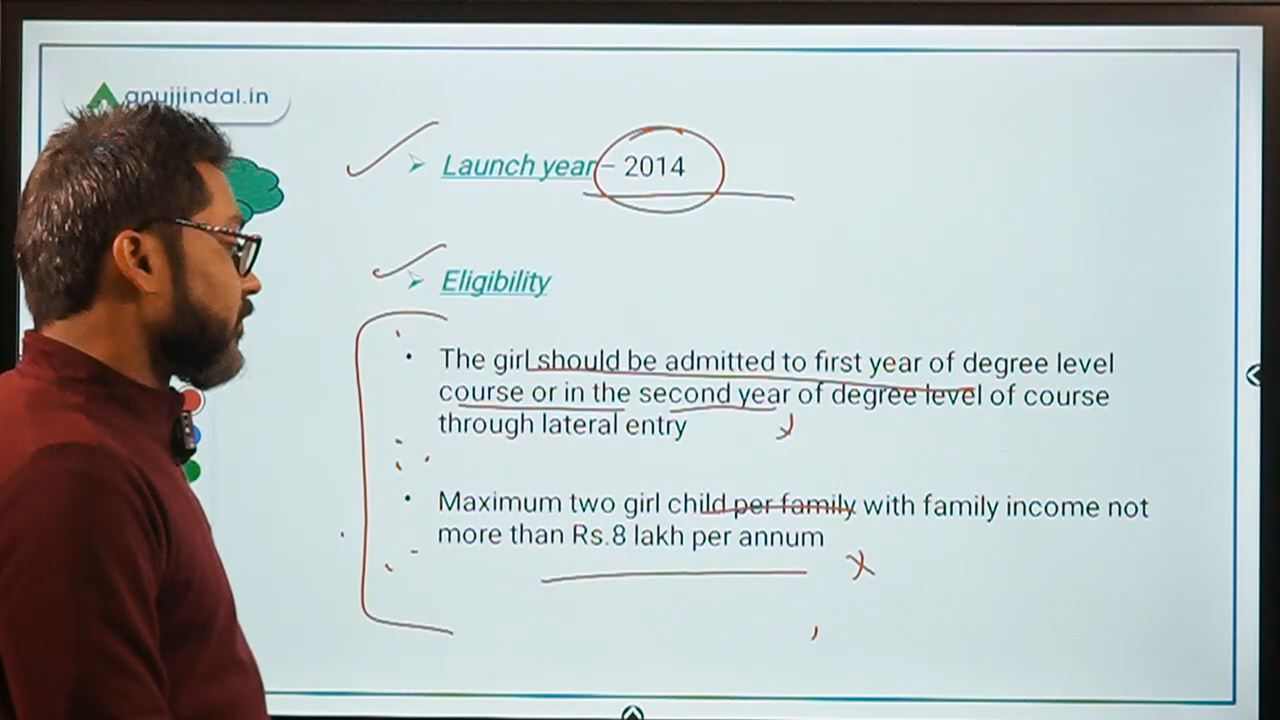 anujjindal.in
Launch year – 2014
Eligibility
The girl should be admitted to first year of degree level
course or in the second year of degree level of course
through lateral entry
Maximum two girl child per family with family income not
more than Rs.8 lakh per annum